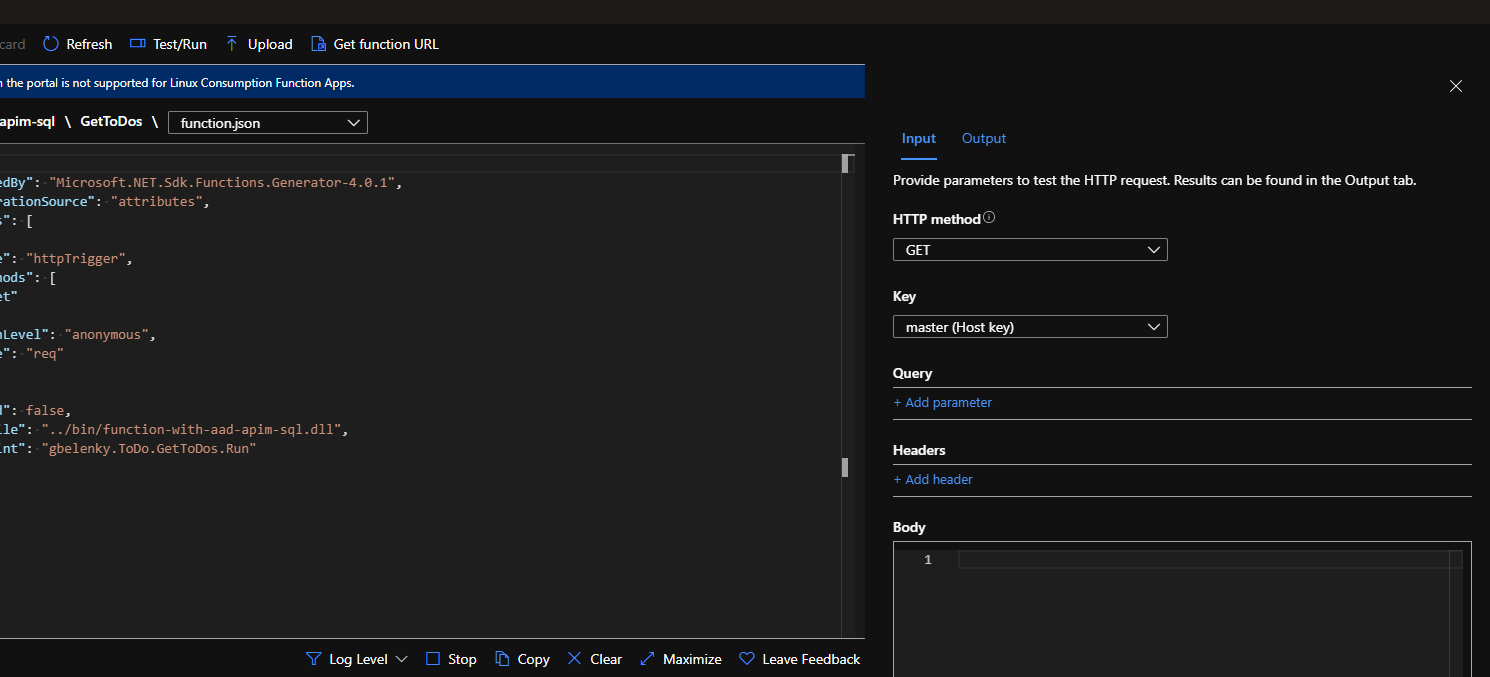 card Refresh Test/Run Upload Get function URL
the portal is not supported for Linux Consumption Function Apps.
apim-sql \ GetToDos \ function.json
edBy": "Microsoft.NET.Sdk.Functions.Generator-4.0.1",
rationSource": "attributes",
s": [
e": "httpTrigger",
hods": [
et"
hLevel": "anonymous",
e": "req"
d": false,
ile": "../bin/function-with-aad-apim-sql.dll",
int": "gbelenky.ToDo.GetToDos.Run"
Log Level Stop Copy Clear Maximize Leave Feedback
Input Output
Provide parameters to test the HTTP request. Results can be found in the Output tab.
HTTP method
GET
Key
master (Host key)
Query
+ Add parameter
Headers
+ Add header
Body
1